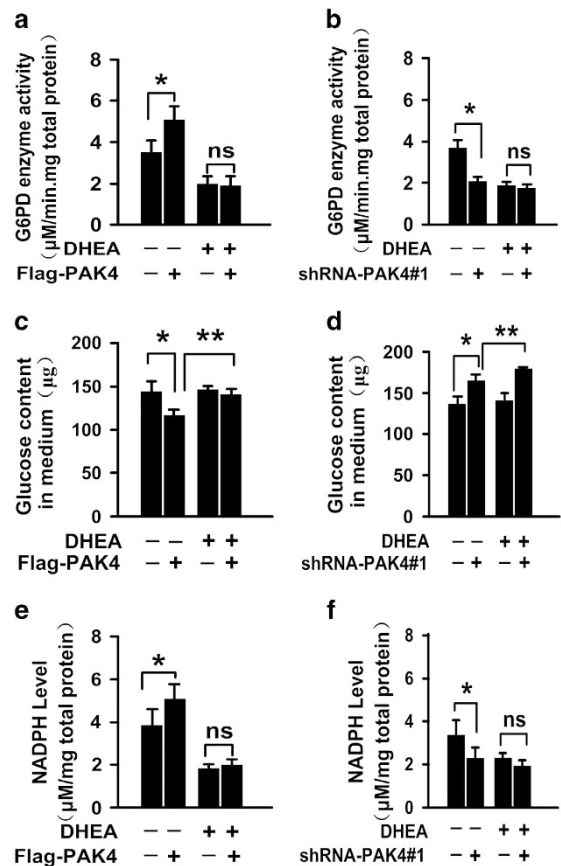 a
G6PD enzyme activity
（μM/min.mg total protein）
8
6
4
2
0
*
ns
DHEA − − + +
Flag-PAK4 − + − +
b
G6PD enzyme activity
（μM/min.mg total protein）
8
6
4
2
0
*
ns
DHEA − − + +
shRNA-PAK4#1 − + − +
c
Glucose content
in medium（μg）
200
150
100
50
0
*
**
DHEA − − + +
Flag-PAK4 − + − +
d
Glucose content
in medium（μg）
200
150
100
50
0
*
**
DHEA − − + +
shRNA-PAK4#1 − + − +
e
NADPH Level
（μM/mg total protein）
8
6
4
2
0
*
ns
DHEA − − + +
Flag-PAK4 − + − +
f
NADPH Level
（μM/mg total protein）
8
6
4
2
0
*
ns
DHEA − − + +
shRNA-PAK4#1 − + − +